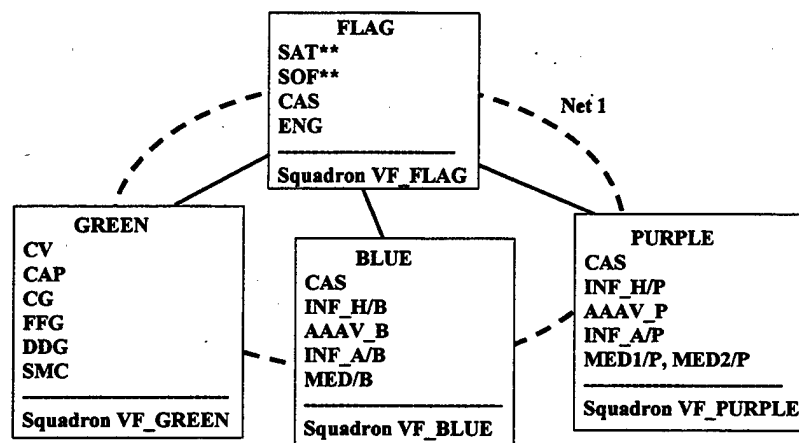 FLAG
SAT**
SOF**
CAS
ENG
Squadron VF_FLAG
Net 1
GREEN
CV
CAP
CG
FFG
DDG
SMC
Squadron VF_GREEN
BLUE
CAS
INF_H/B
AAAV_B
INF_A/B
MED/B
Squadron VF_BLUE
PURPLE
CAS
INF_H/P
AAAV_P
INF_A/P
MED1/P, MED2/P
Squadron VF_PURPLE